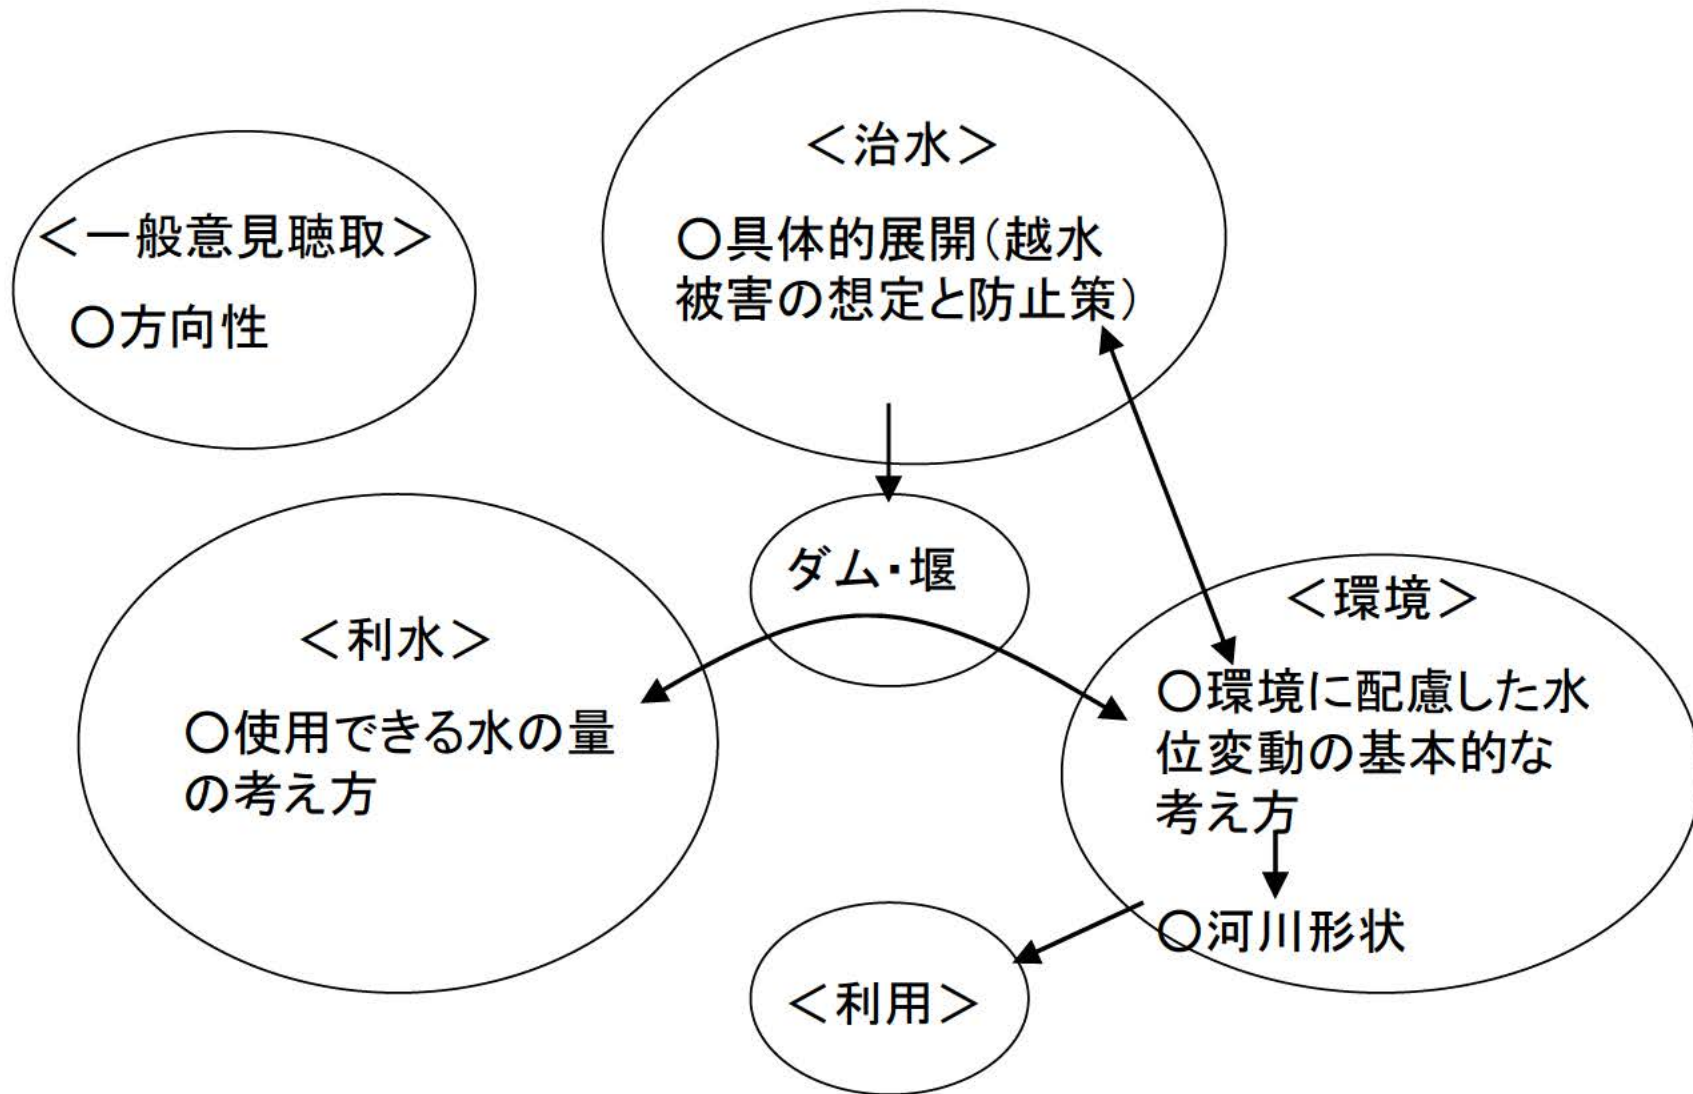 ＜治水＞
○具体的展開（越水
被害の想定と防止策）
＜一般意見聴取＞
○方向性
ダム・堰
＜利水＞
○使用できる水の量
の考え方
＜環境＞
○環境に配慮した水
位変動の基本的な
考え方
○河川形状
＜利用＞